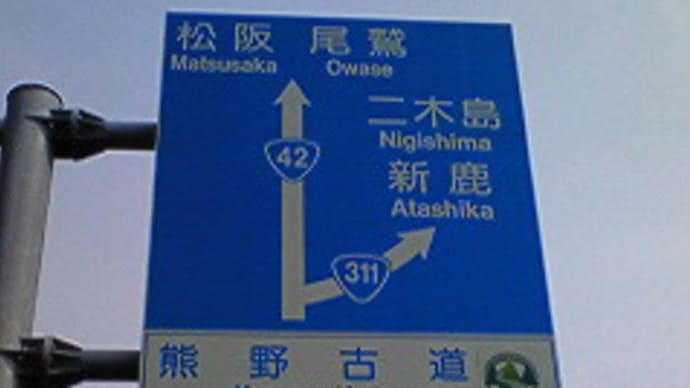 松阪 尾鷲
Matsusaka Owase
二木島
Nigishima
新鹿
Atashika
42
311
熊野古道